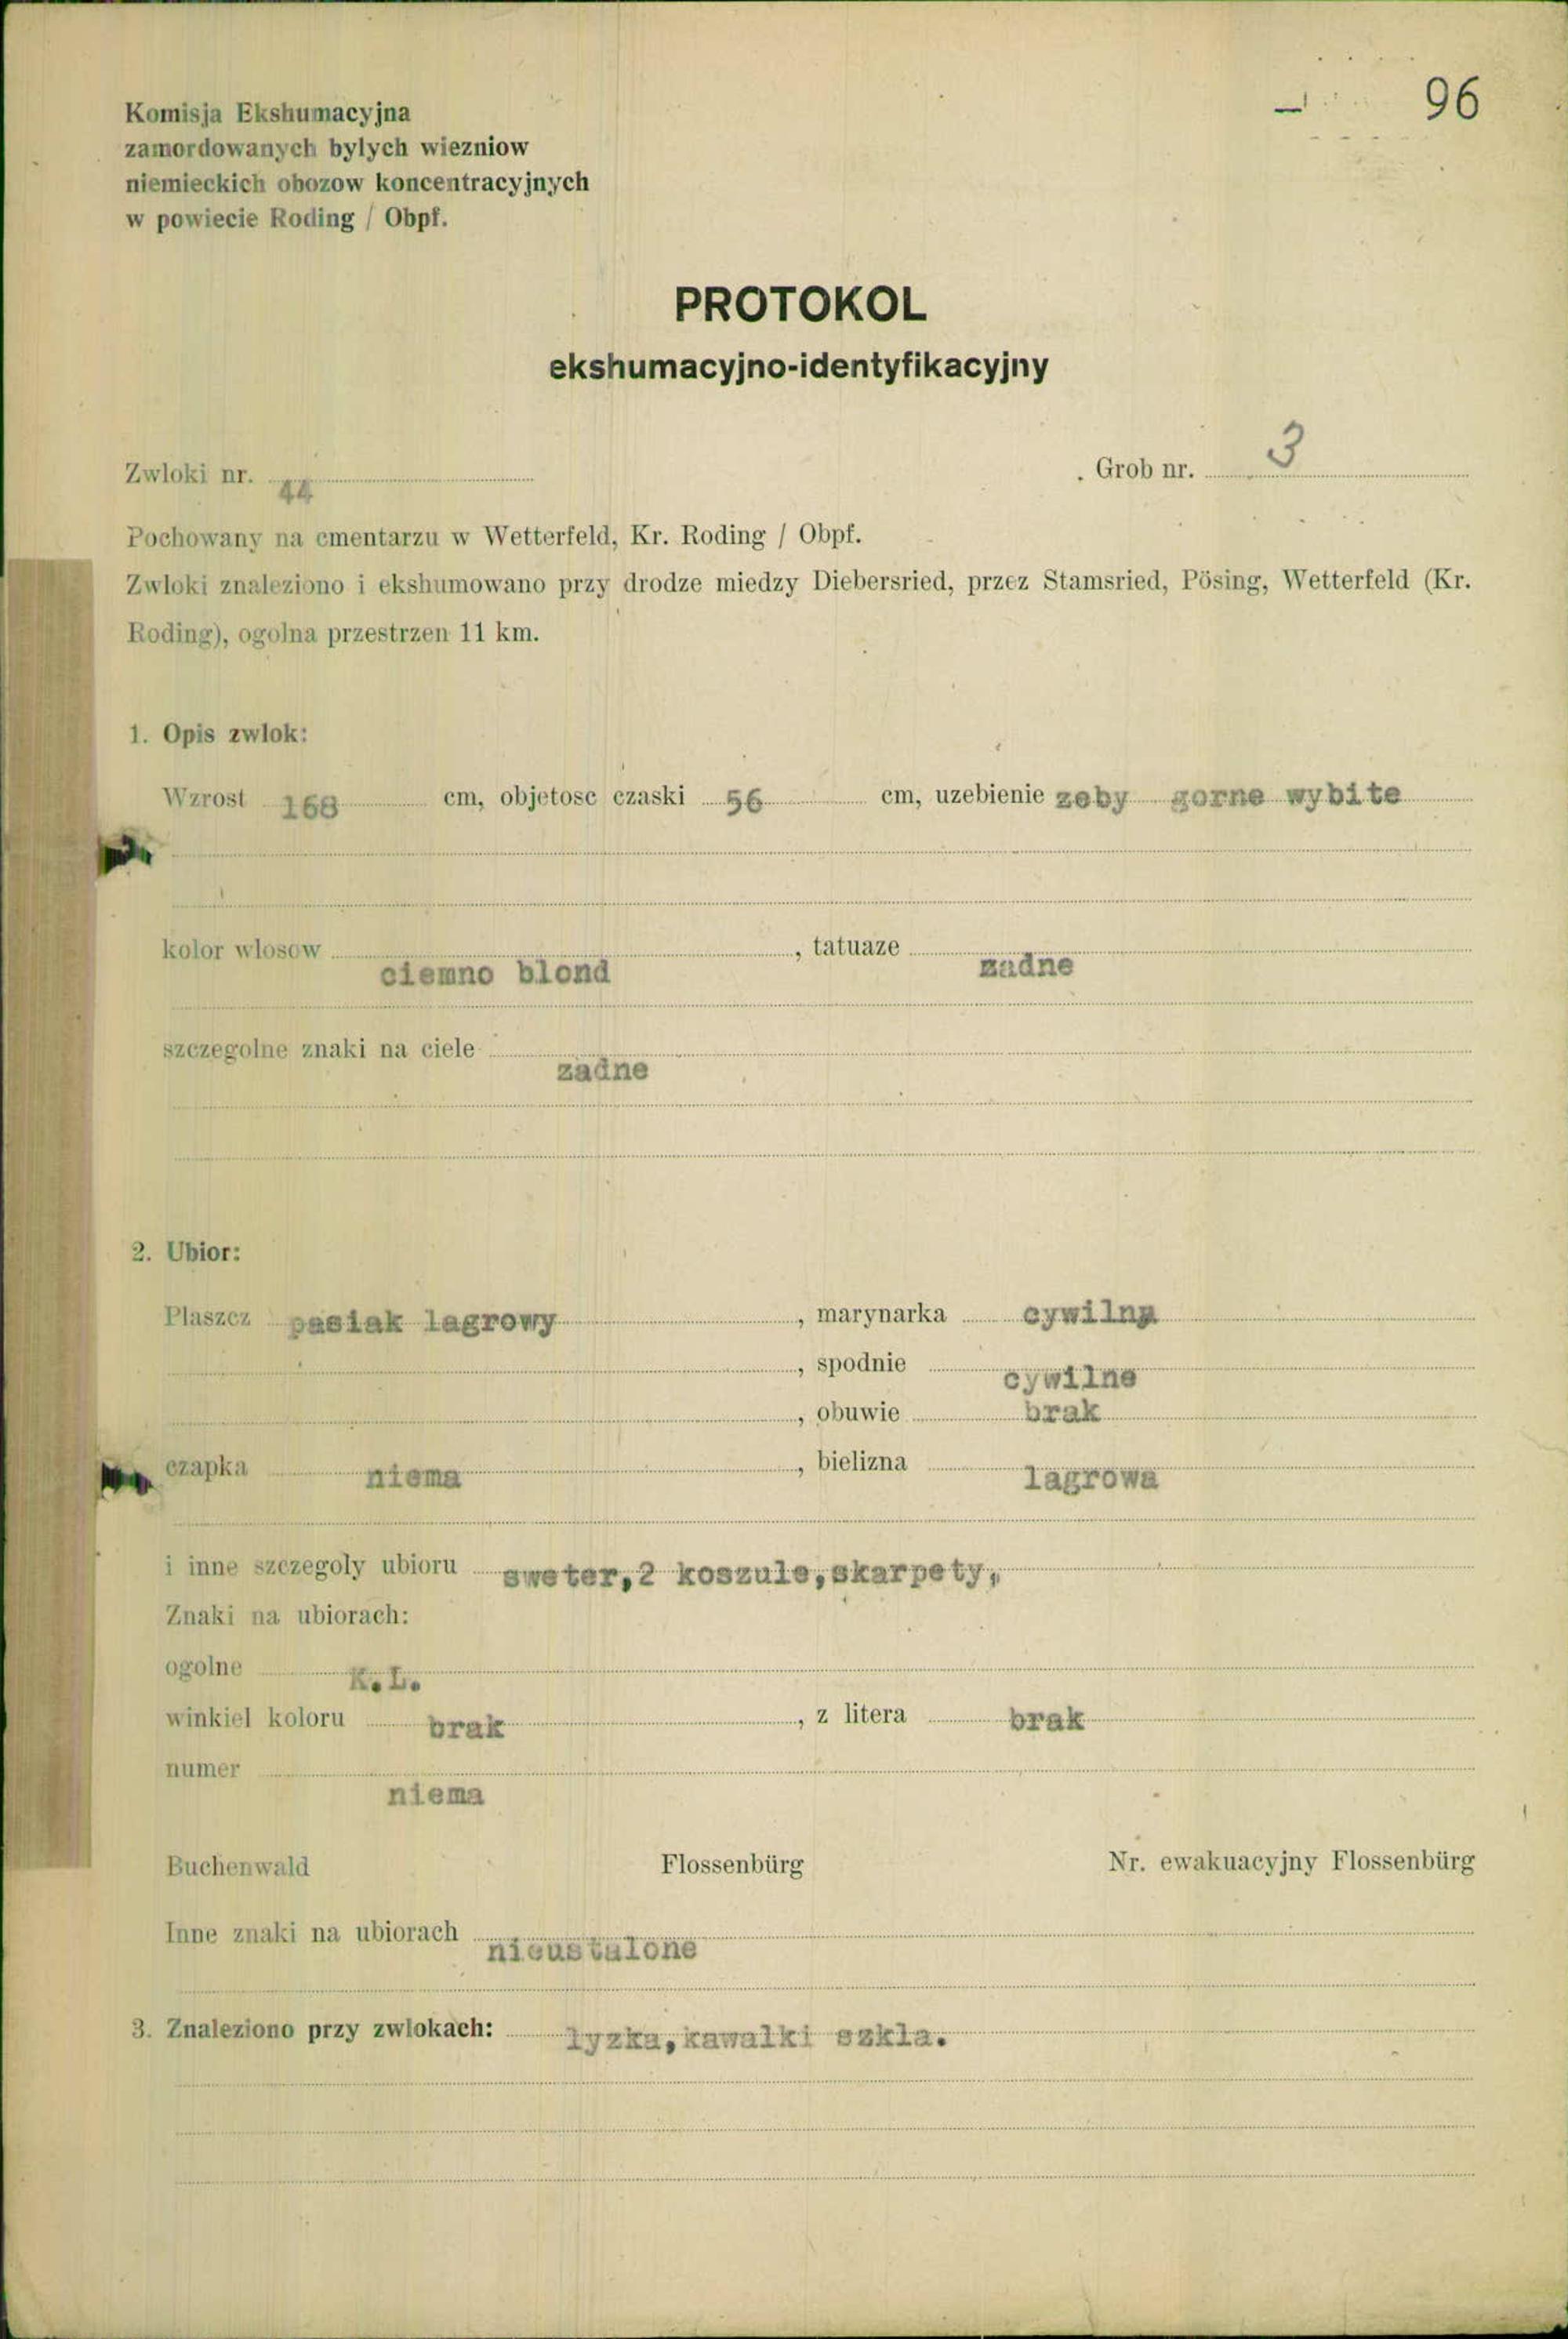 96
Komisja Ekshumacyjna
zamordowanych bylych wiezniow
niemieckich obozow koncentracyjnych
w powiecie Roding / Obpf.
PROTOKOL
ekshumacyjno-identyfikacyjny
Zwloki nr. 44 Grob nr. 3
Pochowany na cmentarzu w Wetterfeld, Kr. Roding / Obpf.
Zwloki znaleziono i ekshumowano przy drodze miedzy Diebersried, przez Stamsried, Pösing, Wetterfeld (Kr.
Roding), ogolna przestrzen 11 km.
1. Opis zwlok:
Wzrost 168 cm, objetosc czaski 56 cm, uzebienie zeby gorne wybite
kolor wlosow ciemno blond, tatuaze zadne
szczegolne znaki na ciele zadne
2. Ubior:
Plaszcz pasiak lagrowy, marynarka cywilna
, spodnie cywilne
, obuwie brak
czapka niema, bielizna lagrowa
i inne szczegoly ubioru sweter,2 koszule,skarpety,
Znaki na ubiorach:
ogolne K.L.
winkiel koloru brak, z litera brak
numer niema
Buchenwald Flossenbürg Nr. ewakuacyjny Flossenbürg
Inne znaki na ubiorach nieustalone
3. Znaleziono przy zwlokach: lyzka,kawalki szkla.